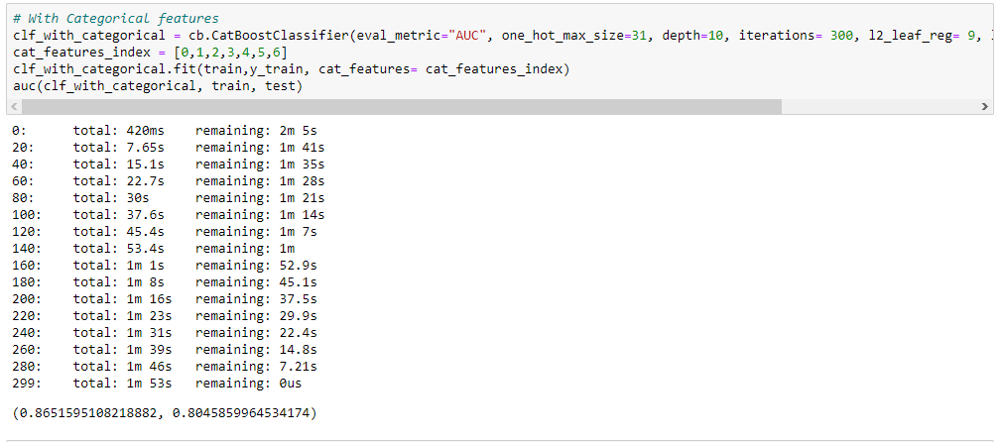 # With Categorical features
clf_with_categorical = cb.CatBoostClassifier(eval_metric="AUC", one_hot_max_size=31, depth=10, iterations= 300, l2_leaf_reg= 9,
cat_features_index = [0,1,2,3,4,5,6]
clf_with_categorical.fit(train,y_train, cat_features= cat_features_index)
auc(clf_with_categorical, train, test)
0: total: 420ms remaining: 2m 5s
20: total: 7.65s remaining: 1m 41s
40: total: 15.1s remaining: 1m 35s
60: total: 22.7s remaining: 1m 28s
80: total: 30s remaining: 1m 21s
100: total: 37.6s remaining: 1m 14s
120: total: 45.4s remaining: 1m 7s
140: total: 53.4s remaining: 1m
160: total: 1m 1s remaining: 52.9s
180: total: 1m 8s remaining: 45.1s
200: total: 1m 16s remaining: 37.5s
220: total: 1m 23s remaining: 29.9s
240: total: 1m 31s remaining: 22.4s
260: total: 1m 39s remaining: 14.8s
280: total: 1m 46s remaining: 7.21s
299: total: 1m 53s remaining: 0us
(0.8651595108218882, 0.8045859964534174)